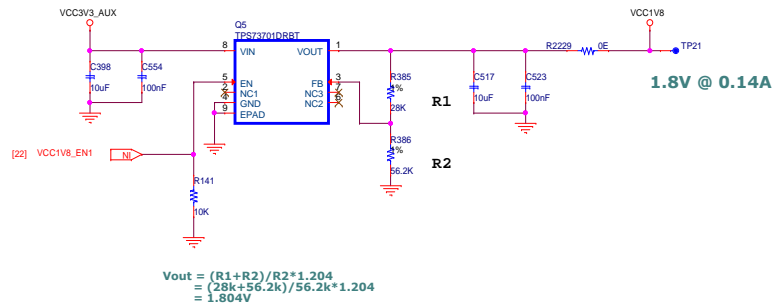 VCC3V3_AUX
VCC1V8
Q5
TPS73701DRBT
8
VIN
VOUT
1
R2229
0E
TP21
C398
10uF
C554
100nF
5
EN
FB
3
NC1
NC3
4
GND
NC2
9
EPAD
R385
1%
28K
R1
C517
10uF
C523
100nF
1.8V @ 0.14A
R386
1%
56.2K
R2
[22] VCC1V8_EN1
NI
R141
10K
Vout = (R1+R2)/R2*1.204
= (28k+56.2k)/56.2k*1.204
= 1.804V